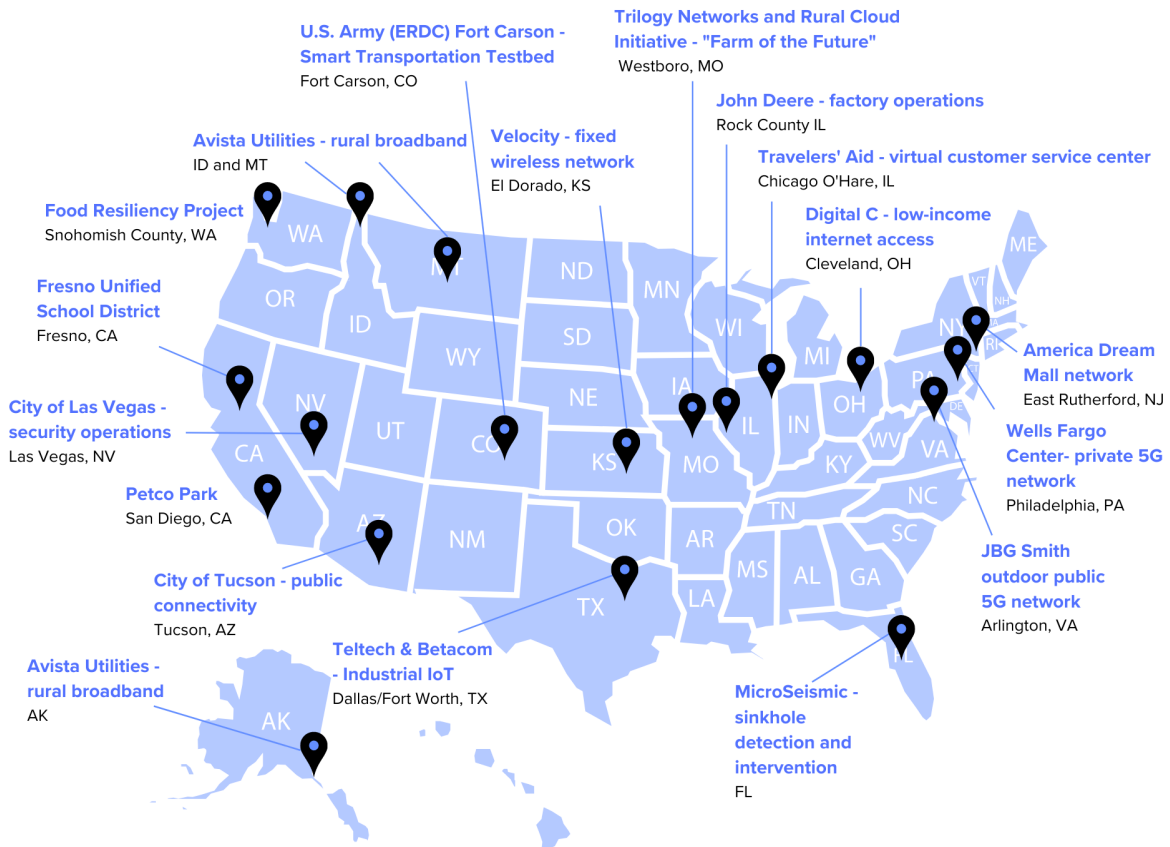 Trilogy Networks and Rural Cloud
Initiative - "Farm of the Future"
Westboro, MO
U.S. Army (ERDC) Fort Carson -
Smart Transportation Testbed
Fort Carson, CO
John Deere - factory operations
Rock County IL
Avista Utilities - rural broadband
ID and MT
Velocity - fixed
wireless network
El Dorado, KS
Travelers' Aid - virtual customer service center
Chicago O'Hare, IL
Food Resiliency Project
Snohomish County, WA
Digital C - low-income
internet access
Cleveland, OH
Fresno Unified
School District
Fresno, CA
City of Las Vegas -
security operations
Las Vegas, NV
Petco Park
San Diego, CA
City of Tucson - public
connectivity
Tucson, AZ
Avista Utilities -
rural broadband
AK
Teltech & Betacom
- Industrial IoT
Dallas/Fort Worth, TX
America Dream
Mall network
East Rutherford, NJ
Wells Fargo
Center- private 5G
network
Philadelphia, PA
JBG Smith
outdoor public
5G network
Arlington, VA
MicroSeismic -
sinkhole
detection and
intervention
FL
WA
MT
ND
MN
ME
VT
NH
OR
ID
SD
WI
NY
RI
WY
MI
IA
PA
NE
NV
UT
CO
IL
IN
OH
DE
CA
KS
MO
WV
VA
KY
NC
AZ
NM
OK
TN
AR
SC
TX
LA
MS
AL
GA
FL
AK